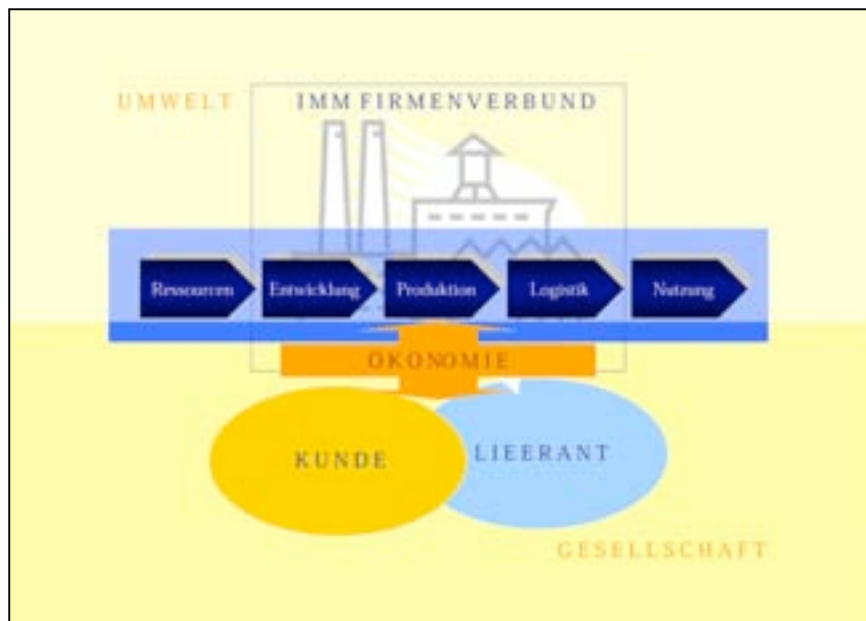 UMWELT
IMM FIRMENVERBUND
Ressourcen Entwicklung Produktion Logistik Nutzung
OKONOMIE
KUNDE
LIEERANT
GESELLSCHAFT